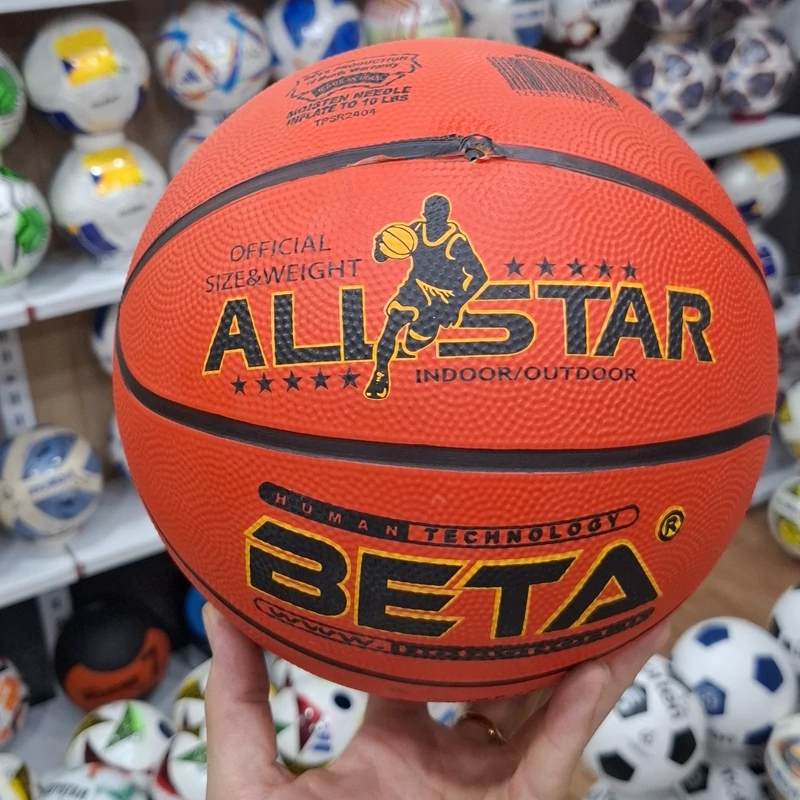 MOISTEN NEEDLE
INFLATE TO 10 LBS
TPSR2404
OFFICIAL
SIZE&WEIGHT
ALL STAR
INDOOR/OUTDOOR
HUMAN TECHNOLOGY
BETA®